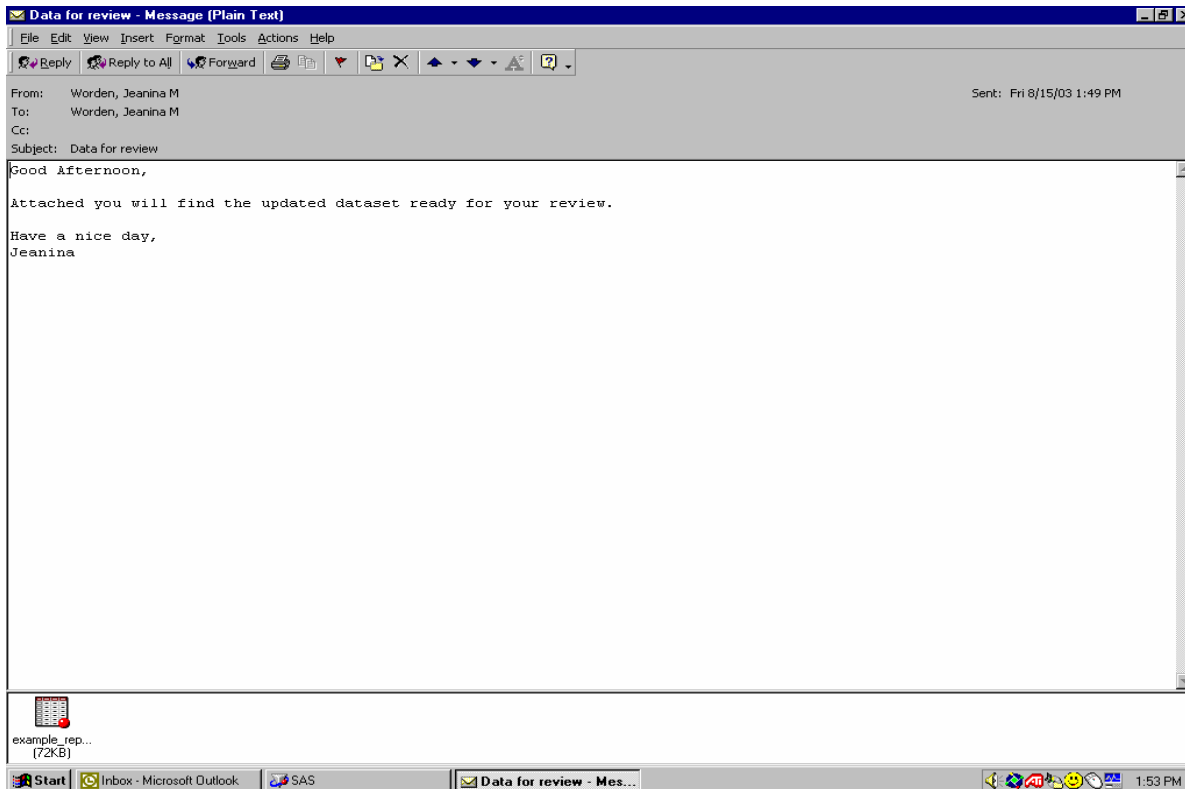 Data for review - Message (Plain Text)
File Edit View Insert Format Tools Actions Help
Reply Reply to All Forward
From: Worden, Jeanina M Sent: Fri 8/15/03 1:49 PM
To: Worden, Jeanina M
Cc:
Subject: Data for review
Good Afternoon,
Attached you will find the updated dataset ready for your review.
Have a nice day,
Jeanina
example_rep...
(72KB)
Start Inbox - Microsoft Outlook SAS Data for review - Mes... 1:53 PM